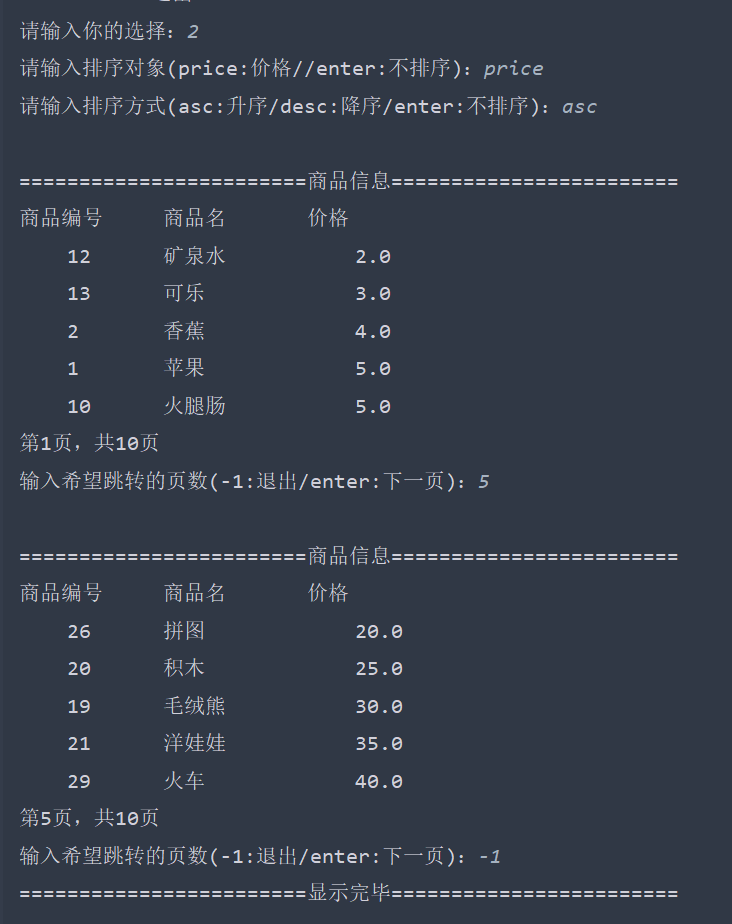 请输入你的选择：2
请输入排序对象(price:价格//enter:不排序)：price
请输入排序方式(asc:升序/desc:降序/enter:不排序)：asc
========================商品信息========================
商品编号 商品名 价格
12 矿泉水 2.0
13 可乐 3.0
2 香蕉 4.0
1 苹果 5.0
10 火腿肠 5.0
第1页，共10页
输入希望跳转的页数(-1:退出/enter:下一页)：5
========================商品信息========================
商品编号 商品名 价格
26 拼图 20.0
20 积木 25.0
19 毛绒熊 30.0
21 洋娃娃 35.0
29 火车 40.0
第5页，共10页
输入希望跳转的页数(-1:退出/enter:下一页)：-1
========================显示完毕========================